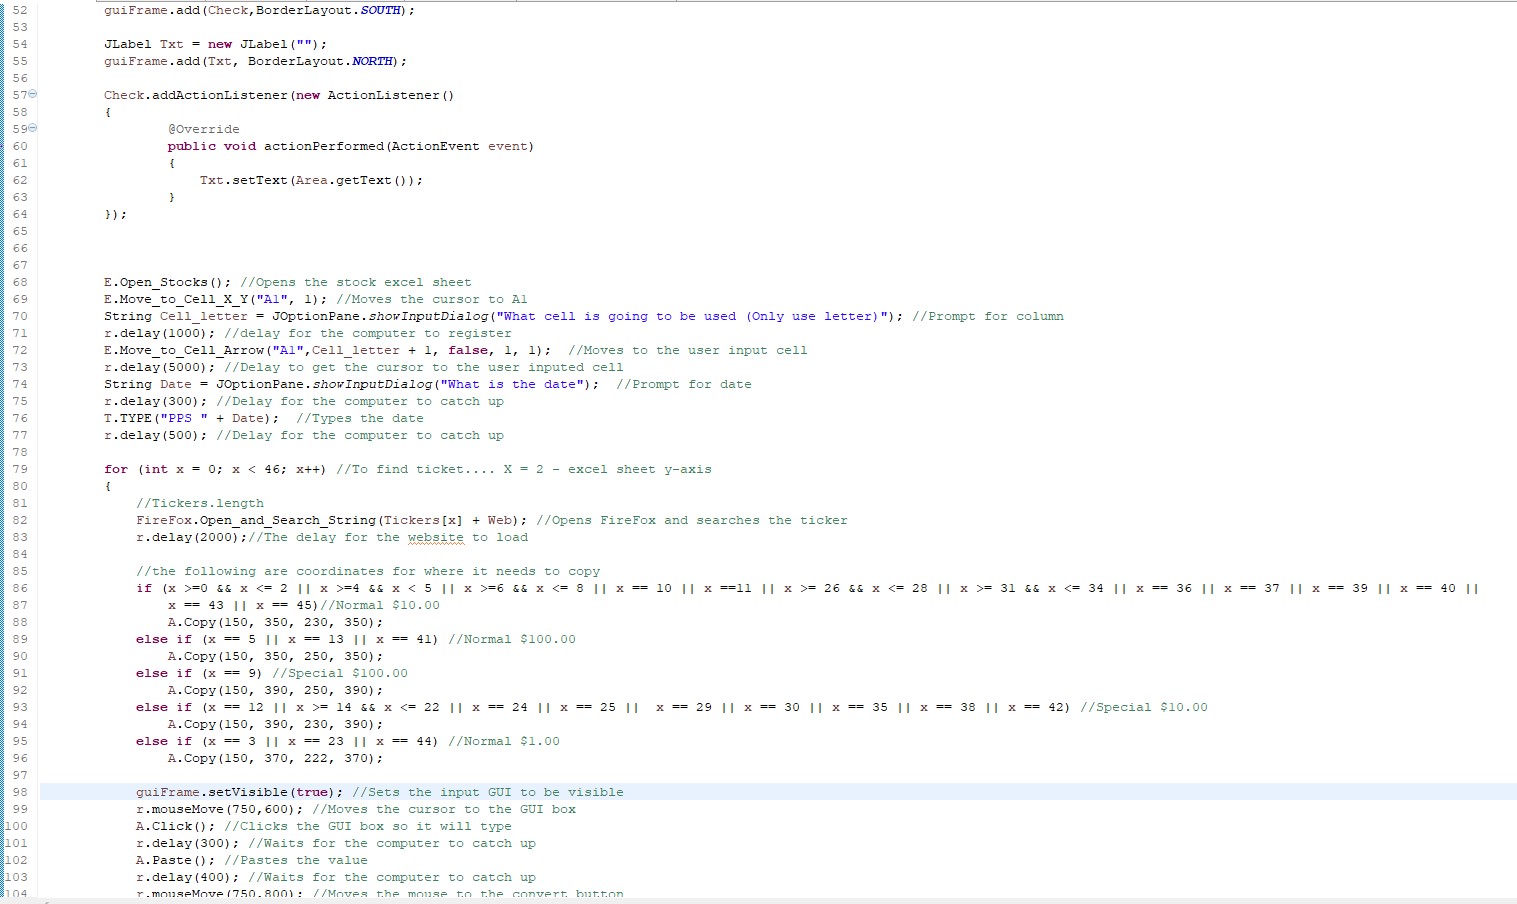 52 guiFrame.add(Check,BorderLayout.SOUTH);
53
54 JLabel Txt = new JLabel("");
55 guiFrame.add(Txt, BorderLayout.NORTH);
56
57 Check.addActionListener(new ActionListener()
58 {
59 @Override
60 public void actionPerformed(ActionEvent event)
61 {
62 Txt.setText(Area.getText());
63 }
64 });
65
66
67
68 E.Open_Stocks(); //Opens the stock excel sheet
69 E.Move_to_Cell_X_Y("A1", 1); //Moves the cursor to A1
70 String Cell_letter = JOptionPane.showInputDialog("What cell is going to be used (Only use letter)"); //Prompt for column
71 r.delay(1000); //delay for the computer to register
72 E.Move_to_Cell_Arrow("A1",Cell_letter + 1, false, 1, 1); //Moves to the user input cell
73 r.delay(5000); //Delay to get the cursor to the user inputed cell
74 String Date = JOptionPane.showInputDialog("What is the date"); //Prompt for date
75 r.delay(300); //Delay for the computer to catch up
76 T.TYPE("PPS " + Date); //Types the date
77 r.delay(500); //Delay for the computer to catch up
78
79 for (int x = 0; x < 46; x++) //To find ticket.... X = 2 - excel sheet y-axis
80 {
81 //Tickers.length
82 FireFox.Open_and_Search_String(Tickers[x] + Web); //Opens FireFox and searches the ticker
83 r.delay(2000);//The delay for the website to load
84
85 //the following are coordinates for where it needs to copy
86 if (x >=0 && x <= 2 || x >=4 && x < 5 || x >=6 && x <= 8 || x == 10 || x ==11 || x >= 26 && x <= 28 || x >= 31 && x <= 34 || x == 36 || x == 37 || x == 39 || x == 40 ||
87 x == 43 || x == 45)//Normal $10.00
88 A.Copy(150, 350, 230, 350);
89 else if (x == 5 || x == 13 || x == 41) //Normal $100.00
90 A.Copy(150, 350, 250, 350);
91 else if (x == 9) //Special $100.00
92 A.Copy(150, 390, 250, 390);
93 else if (x == 12 || x >= 14 && x <= 22 || x == 24 || x == 25 || x == 29 || x == 30 || x == 35 || x == 38 || x == 42) //Special $10.00
94 A.Copy(150, 390, 230, 390);
95 else if (x == 3 || x == 23 || x == 44) //Normal $1.00
96 A.Copy(150, 370, 222, 370);
97
98 guiFrame.setVisible(true); //Sets the input GUI to be visible
99 r.mouseMove(750,600); //Moves the cursor to the GUI box
100 A.Click(); //Clicks the GUI box so it will type
101 r.delay(300); //Waits for the computer to catch up
102 A.Paste(); //Pastes the value
103 r.delay(400); //Waits for the computer to catch up
104 r.mouseMove(750,800); //Moves the mouse to the convert button